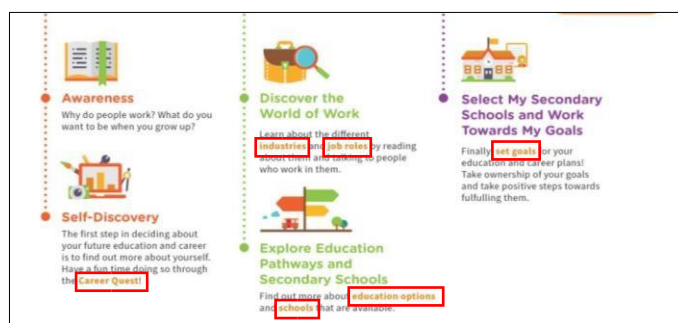 Awareness
Why do people work? What do you
want to be when you grow up?
Self-Discovery
The first step in deciding about
your future education and career
is to find out more about yourself.
Have a fun time doing so through
the Career Quest!
Discover the
World of Work
Learn about the different
industries and job roles by reading
about them and talking to people
who work in them.
Explore Education
Pathways and
Secondary Schools
Find out more about education options
and schools that are available.
Select My Secondary
Schools and Work
Towards My Goals
Finally set goals for your
education and career plans!
Take ownership of your goals
and take positive steps towards
fulfulling them.